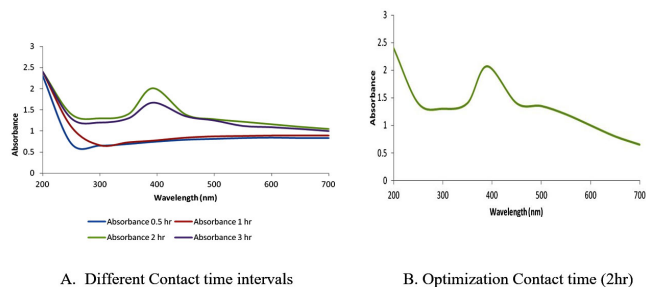 3
2.5
2
1.5
1
0.5
0
Absorbance
200 300 400 500 600 700
Wavelength (nm)
Absorbance 0.5 hr Absorbance 1 hr
Absorbance 2 hr Absorbance 3 hr
A. Different Contact time intervals
3
2.5
2
1.5
1
0.5
0
Absorbance
200 300 400 500 600 700
Wavelength (nm)
B. Optimization Contact time (2hr)